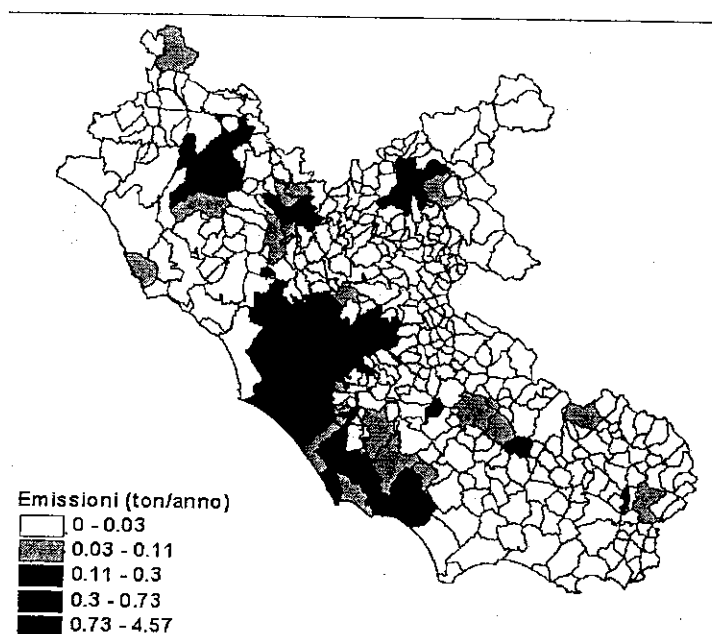 Emissioni (ton/anno)
0 - 0.03
0.03 - 0.11
0.11 - 0.3
0.3 - 0.73
0.73 - 4.57